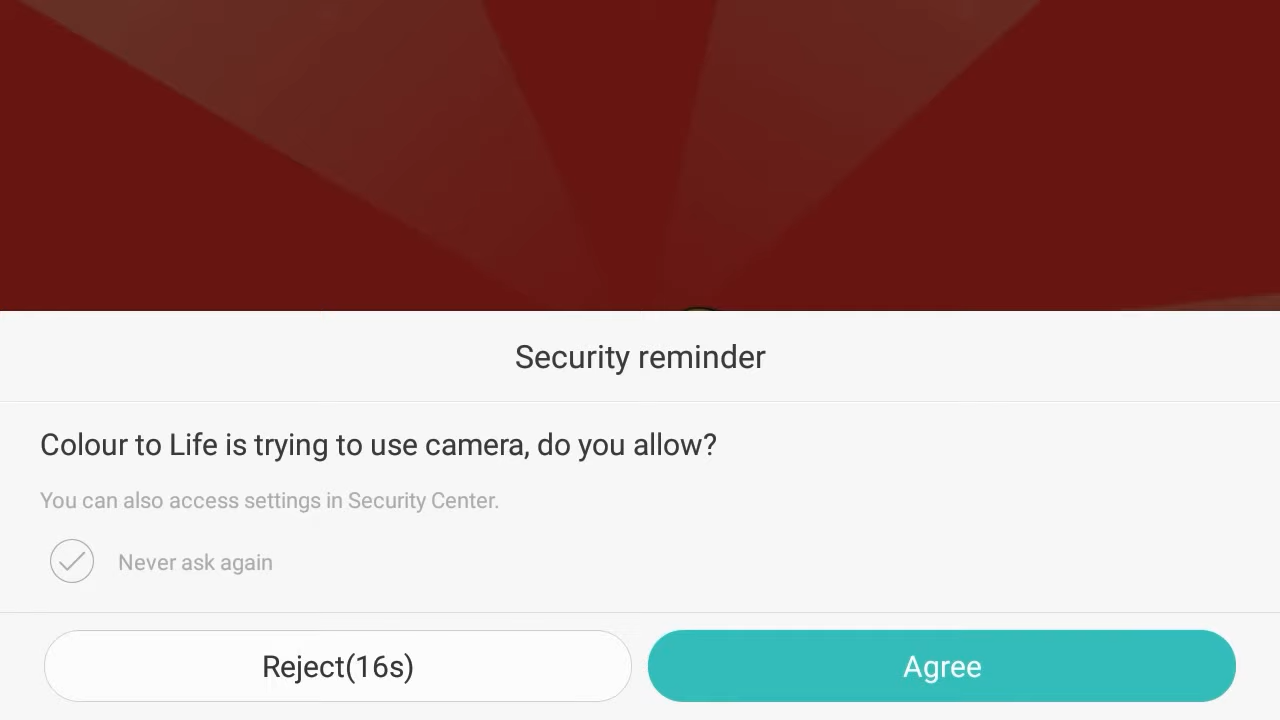 Security reminder
Colour to Life is trying to use camera, do you allow?
You can also access settings in Security Center.
Never ask again
Reject(16s)
Agree